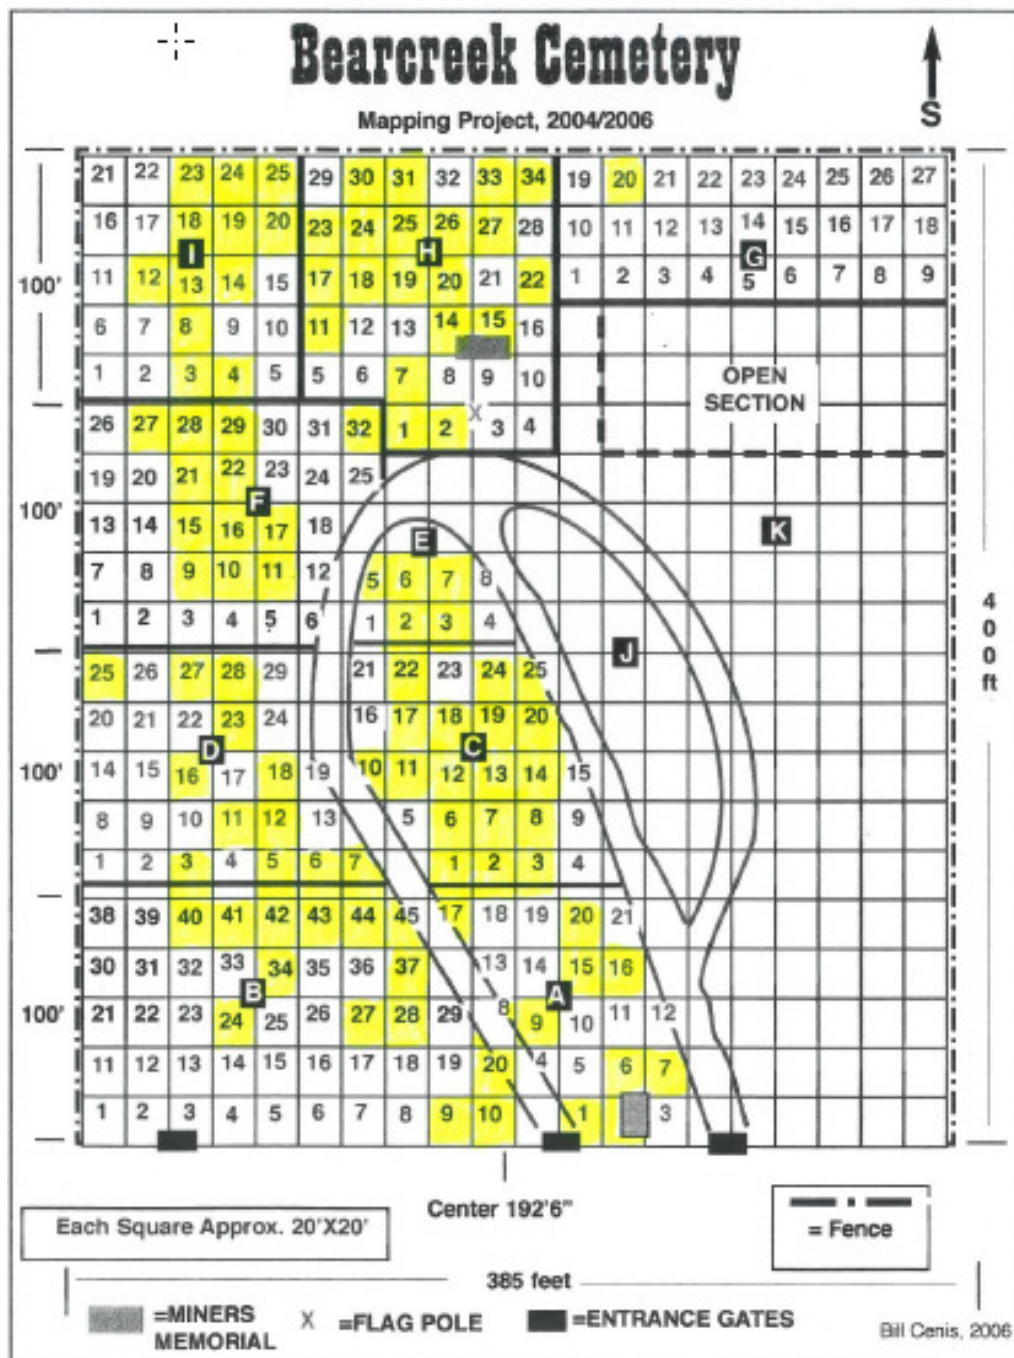 Bearcreek Cemetery
Mapping Project, 2004/2006
S
21 22 23 24 25 29 30 31 32 33 34 19 20 21 22 23 24 25 26 27
16 17 18 19 20 23 24 25 26 27 28 10 11 12 13 14 15 16 17 18
I H G
100' 11 12 13 14 15 17 18 19 20 21 22 1 2 3 4 5 6 7 8 9
6 7 8 9 10 11 12 13 14 15 16
1 2 3 4 5 5 6 7 8 9 10 OPEN
SECTION
26 27 28 29 30 31 32 1 2 X 3 4
19 20 21 22 23 24 25
100' F
13 14 15 16 17 18 E K
7 8 9 10 11 12 5 6 7 8
1 2 3 4 5 6 1 2 3 4 J
400 ft
25 26 27 28 29 21 22 23 24 25
20 21 22 23 24 16 17 18 19 20
D C
100' 14 15 16 17 18 19 10 11 12 13 14 15
8 9 10 11 12 13 5 6 7 8 9
1 2 3 4 5 6 7 1 2 3 4
38 39 40 41 42 43 44 45 17 18 19 20 21
30 31 32 33 34 35 36 37 13 14 15 16
B A
100' 21 22 23 24 25 26 27 28 29 8 9 10 11 12
11 12 13 14 15 16 17 18 19 20 4 5 6 7
1 2 3 4 5 6 7 8 9 10 1 3
Center 192'6"
Each Square Approx. 20'X20'
= Fence
385 feet
=MINERS
MEMORIAL
X =FLAG POLE
=ENTRANCE GATES
Bill Cenis, 2006